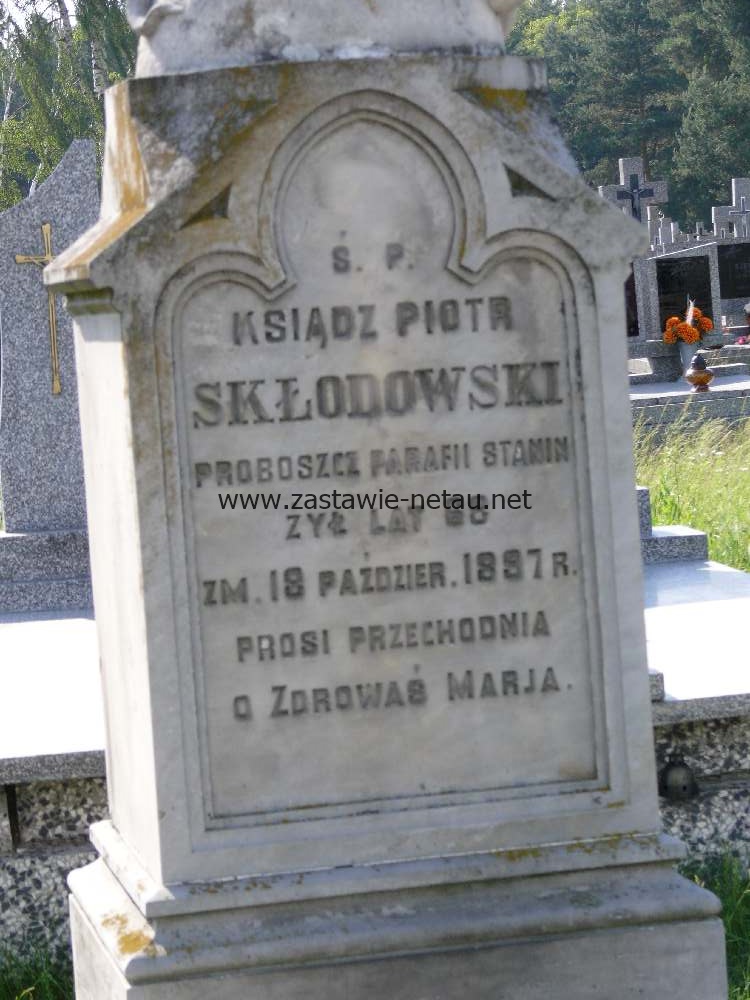 Ś. P.
KSIĄDZ PIOTR
SKŁODOWSKI
PROBOSZCZ PARAFII STANIN
www.zastawie-netau.net
ŻYŁ LAT
ZM. 18 PAŹDZIER. 1897 R.
PROSI PRZECHODNIA
O ZDROWAŚ MARJA.